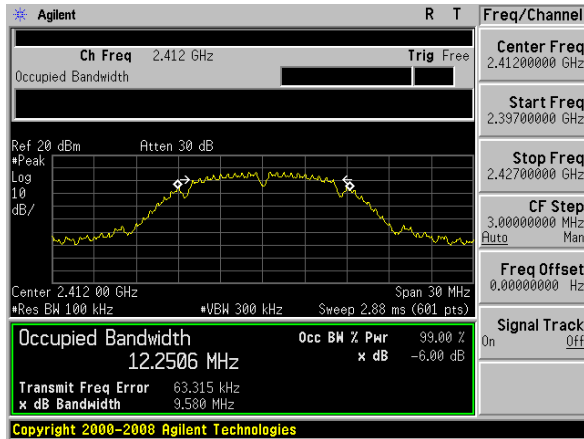 Agilent R T Freq/Channel
Ch Freq 2.412 GHz Trig Free
Occupied Bandwidth
Center Freq
2.41200000 GHz
Start Freq
2.39700000 GHz
Stop Freq
2.42700000 GHz
CF Step
3.00000000 MHz
Auto Man
Freq Offset
0.00000000 Hz
Signal Track
On Off
Ref 20 dBm Atten 30 dB
#Peak
Log
10
dB/
Center 2.412 00 GHz Span 30 MHz
#Res BW 100 kHz #VBW 300 kHz Sweep 2.88 ms (601 pts)
Occupied Bandwidth Occ BW % Pwr 99.00 %
12.2506 MHz x dB -6.00 dB
Transmit Freq Error 63.315 kHz
x dB Bandwidth 9.580 MHz
Copyright 2000-2008 Agilent Technologies